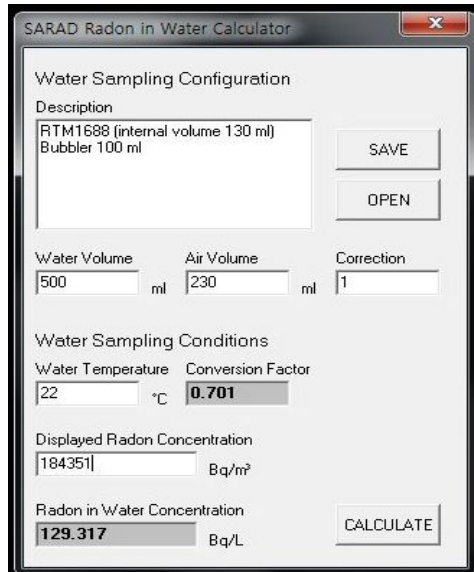 SARAD Radon in Water Calculator
Water Sampling Configuration
Description
RTM1688 (internal volume 130 ml)
Bubbler 100 ml
SAVE
OPEN
Water Volume Air Volume Correction
500 ml 230 ml 1
Water Sampling Conditions
Water Temperature Conversion Factor
22 °C 0.701
Displayed Radon Concentration
184351 Bq/m³
Radon in Water Concentration
129.317 Bq/L CALCULATE